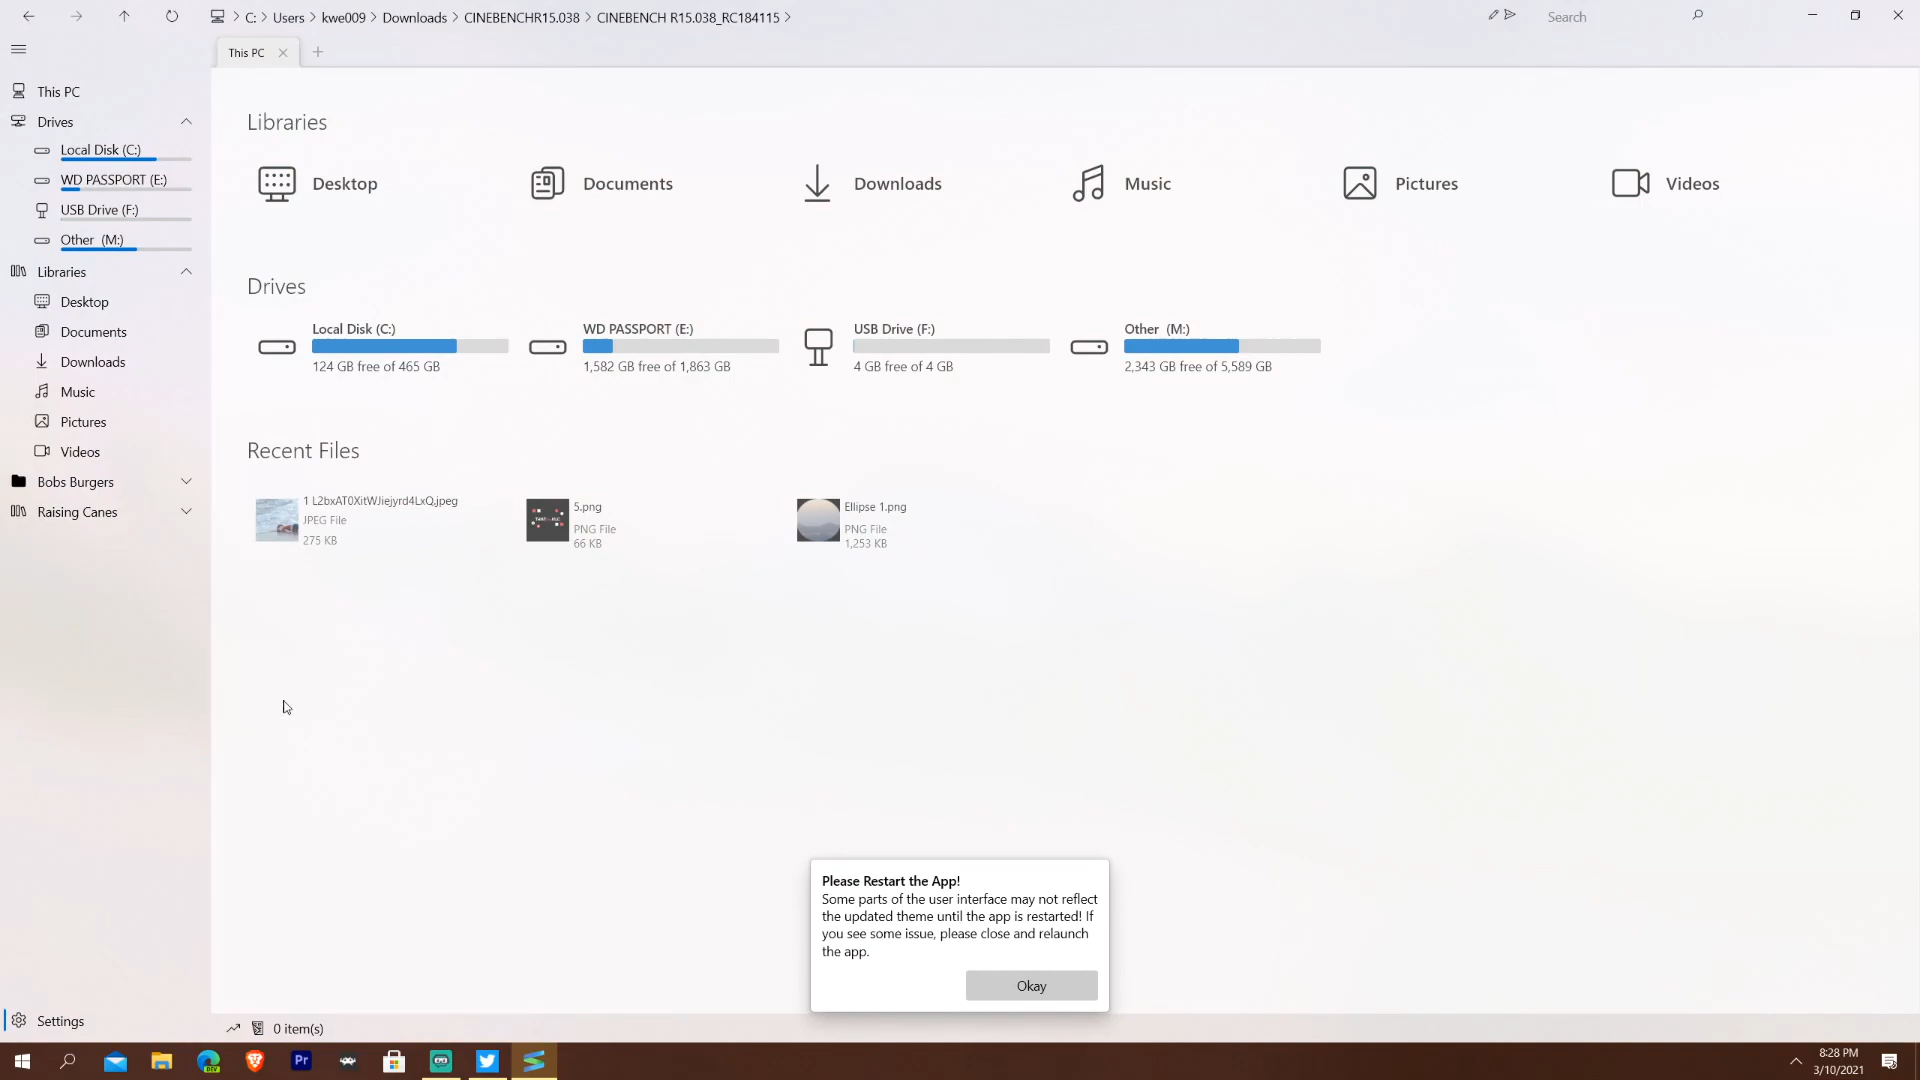 C: > Users > kwe009 > Downloads > CINEBENCHR15.038 > CINEBENCH R15.038_RC184115 >
Search
This PC
This PC
Drives
Local Disk (C:)
WD PASSPORT (E:)
USB Drive (F:)
Other (M:)
Libraries
Desktop
Documents
Downloads
Music
Pictures
Videos
Bobs Burgers
Raising Canes
Settings
Libraries
Desktop
Documents
Downloads
Music
Pictures
Videos
Drives
Local Disk (C:)
124 GB free of 465 GB
WD PASSPORT (E:)
1,582 GB free of 1,863 GB
USB Drive (F:)
4 GB free of 4 GB
Other (M:)
2,343 GB free of 5,589 GB
Recent Files
1 L2bxAT0XitWJiejyrd4LxQ.jpeg
JPEG File
275 KB
5.png
PNG File
66 KB
Ellipse 1.png
PNG File
1,253 KB
Please Restart the App!
Some parts of the user interface may not reflect
the updated theme until the app is restarted! If
you see some issue, please close and relaunch
the app.
Okay
0 item(s)
DEV
Pr
8:28 PM
3/10/2021